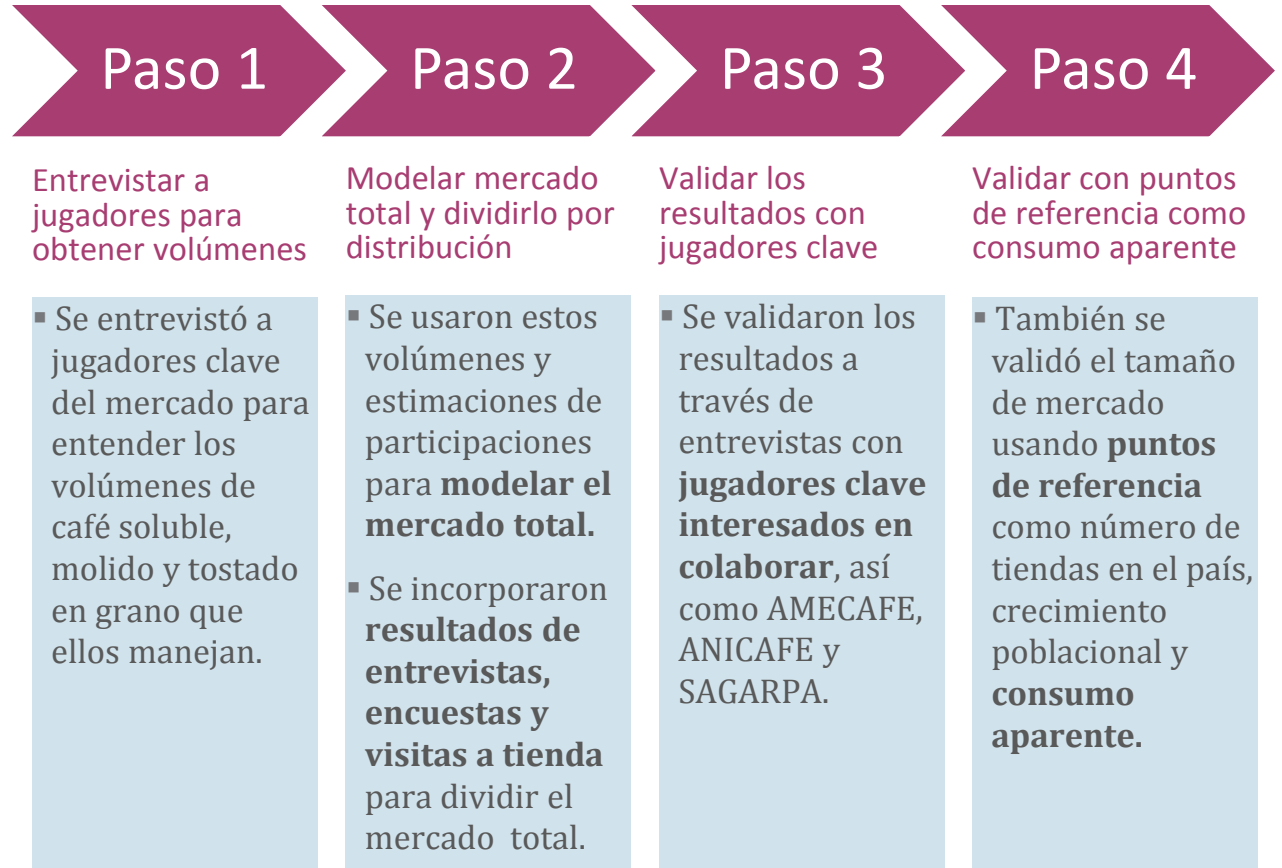 Paso 1
Paso 2
Paso 3
Paso 4
Entrevistar a
jugadores para
obtener volúmenes
Modelar mercado
total y dividirlo por
distribución
Validar los
resultados con
jugadores clave
Validar con puntos
de referencia como
consumo aparente
▪ Se entrevistó a
jugadores clave
del mercado para
entender los
volúmenes de
café soluble,
molido y tostado
en grano que
ellos manejan.
▪ Se usaron estos
volúmenes y
estimaciones de
participaciones
para modelar el
mercado total.
▪ Se incorporaron
resultados de
entrevistas,
encuestas y
visitas a tienda
para dividir el
mercado total.
▪ Se validaron los
resultados a
través de
entrevistas con
jugadores clave
interesados en
colaborar, así
como AMECAFE,
ANICAFE y
SAGARPA.
▪ También se
validó el tamaño
de mercado
usando puntos
de referencia
como número de
tiendas en el país,
crecimiento
poblacional y
consumo
aparente.